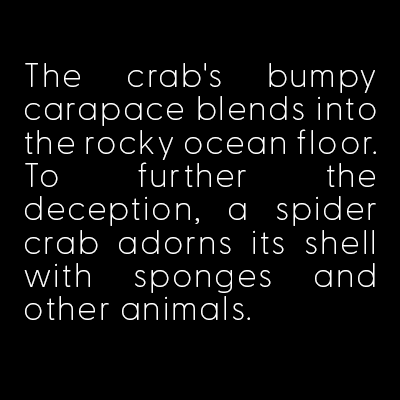 The crab's bumpy
carapace blends into
the rocky ocean floor.
To further the
deception, a spider
crab adorns its shell
with sponges and
other animals.